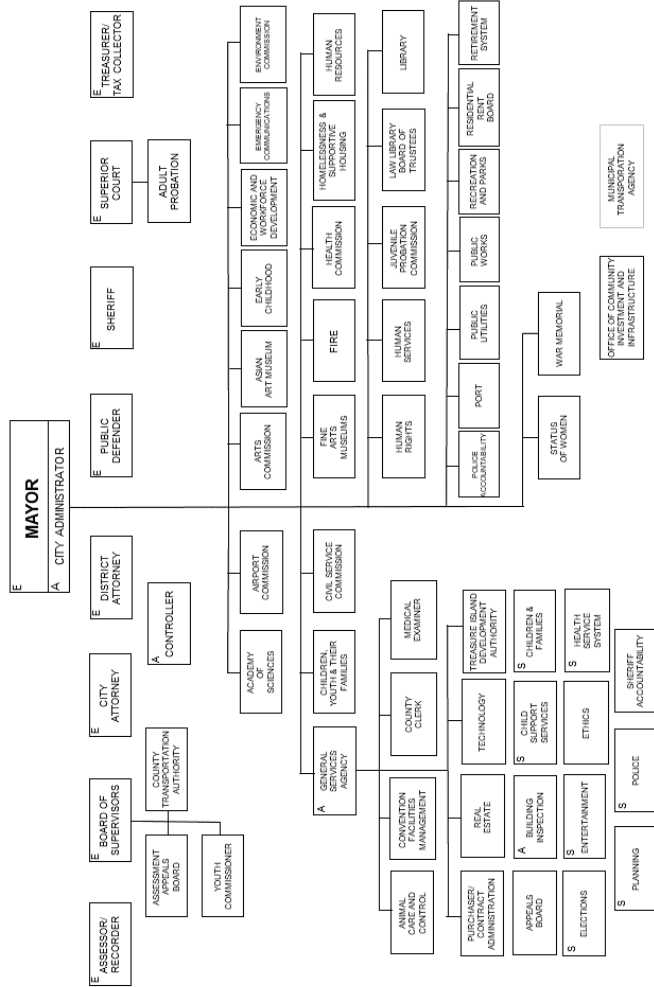 E
MAYOR
A
CITY ADMINISTRATOR
E
ASSESSOR/
RECORDER
E
BOARD OF
SUPERVISORS
E
CITY
ATTORNEY
E
DISTRICT
ATTORNEY
E
PUBLIC
DEFENDER
E
SHERIFF
E
SUPERIOR
COURT
E
TREASURER/
TAX COLLECTOR
ASSESSMENT
APPEALS
BOARD
COUNTY
TRANSPORTATION
AUTHORITY
A
CONTROLLER
ADULT
PROBATION
YOUTH
COMMISSIONER
ACADEMY
OF
SCIENCES
AIRPORT
COMMISSION
ARTS
COMMISSION
ASIAN
ART MUSEUM
EARLY
CHILDHOOD
ECONOMIC AND
WORKFORCE
DEVELOPMENT
EMERGENCY
COMMUNICATIONS
ENVIRONMENT
COMMISSION
A
GENERAL
SERVICES
AGENCY
CHILDREN,
YOUTH & THEIR
FAMILIES
CIVIL SERVICE
COMMISSION
FINE
ARTS
MUSEUMS
FIRE
HEALTH
COMMISSION
HOMELESSNESS &
SUPPORTIVE
HOUSING
HUMAN
RESOURCES
ANIMAL
CARE AND
CONTROL
CONVENTION
FACILITIES
MANAGEMENT
COUNTY
CLERK
MEDICAL
EXAMINER
HUMAN
RIGHTS
HUMAN
SERVICES
JUVENILE
PROBATION
COMMISSION
LAW LIBRARY
BOARD OF
TRUSTEES
LIBRARY
PURCHASER/
CONTRACT
ADMINISTRATION
REAL
ESTATE
TECHNOLOGY
TREASURE ISLAND
DEVELOPMENT
AUTHORITY
POLICE
ACCOUNTABILITY
PORT
PUBLIC
UTILITIES
PUBLIC
WORKS
RECREATION
AND PARKS
RESIDENTIAL
RENT
BOARD
RETIREMENT
SYSTEM
APPEALS
BOARD
A
BUILDING
INSPECTION
S
CHILD
SUPPORT
SERVICES
S
CHILDREN &
FAMILIES
STATUS
OF WOMEN
WAR MEMORIAL
S
ELECTIONS
S
ENTERTAINMENT
ETHICS
S
HEALTH
SERVICE
SYSTEM
OFFICE OF COMMUNITY
INVESTMENT AND
INFRASTRUCTURE
MUNICIPAL
TRANSPORTATION
AGENCY
S
PLANNING
S
POLICE
SHERIFF
ACCOUNTABILITY